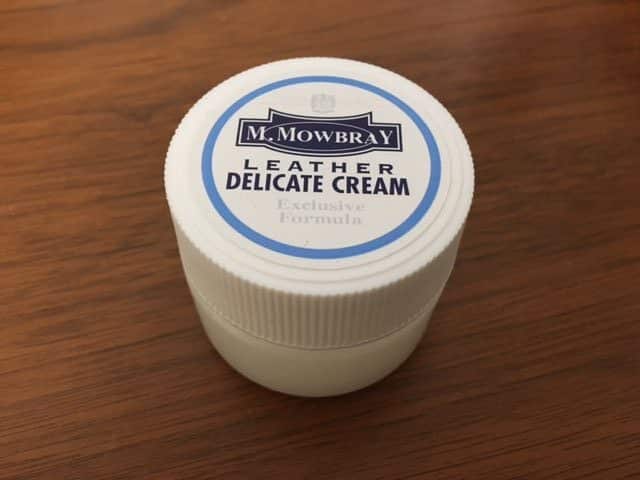 M. MOWBRAY
LEATHER
DELICATE CREAM
Exclusive
Formula